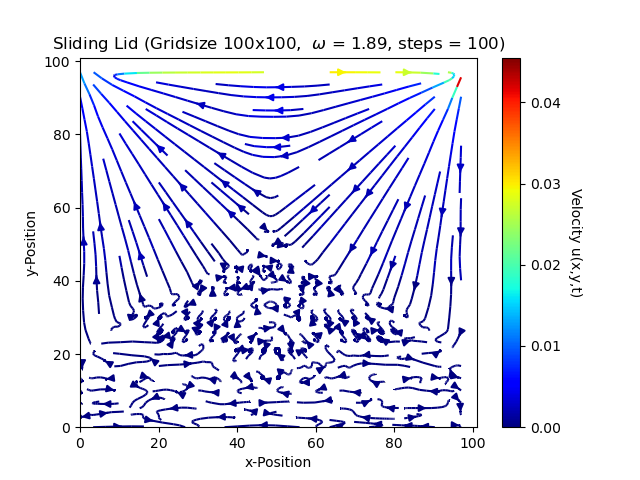 Sliding Lid (Gridsize 100x100, ω = 1.89, steps = 100)
100
80
60
40
20
0
y-Position
0 20 40 60 80 100
x-Position
0.04
0.03
0.02
0.01
0.00
Velocity u(x,y,t)